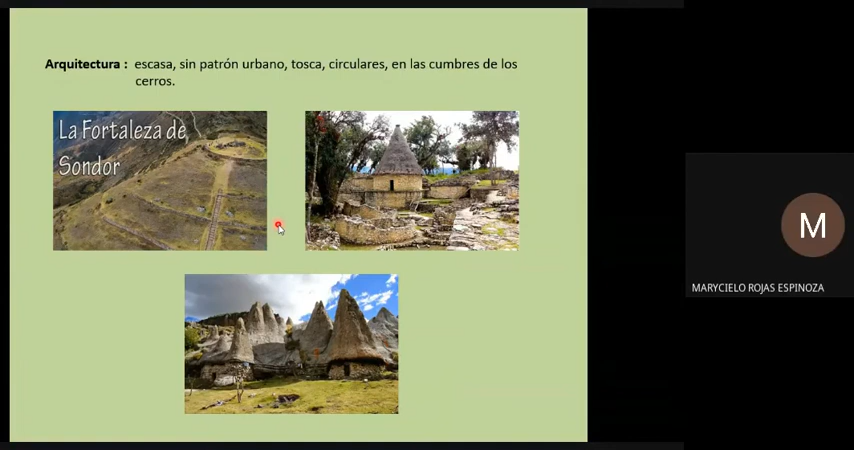 Arquitectura : escasa, sin patrón urbano, tosca, circulares, en las cumbres de los
cerros.
La Fortaleza de
Sondor
M
MARYCIELO ROJAS ESPINOZA